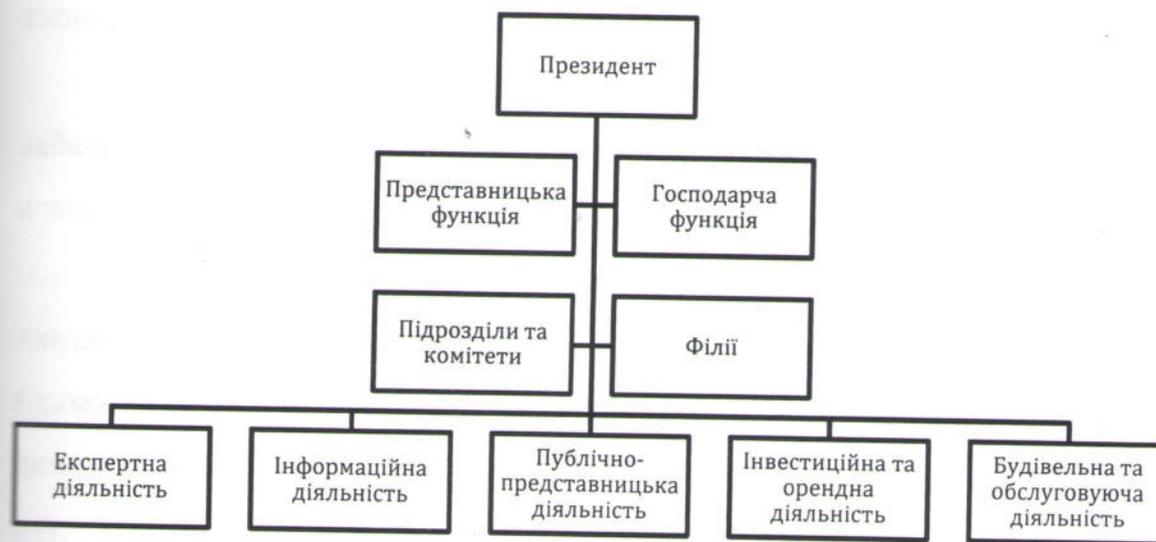 Президент
Представницька
функція
Господарча
функція
Підрозділи та
комітети
Філії
Експертна
діяльність
Інформаційна
діяльність
Публічно-
представницька
діяльність
Інвестиційна та
орендна
діяльність
Будівельна та
обслуговуюча
діяльність